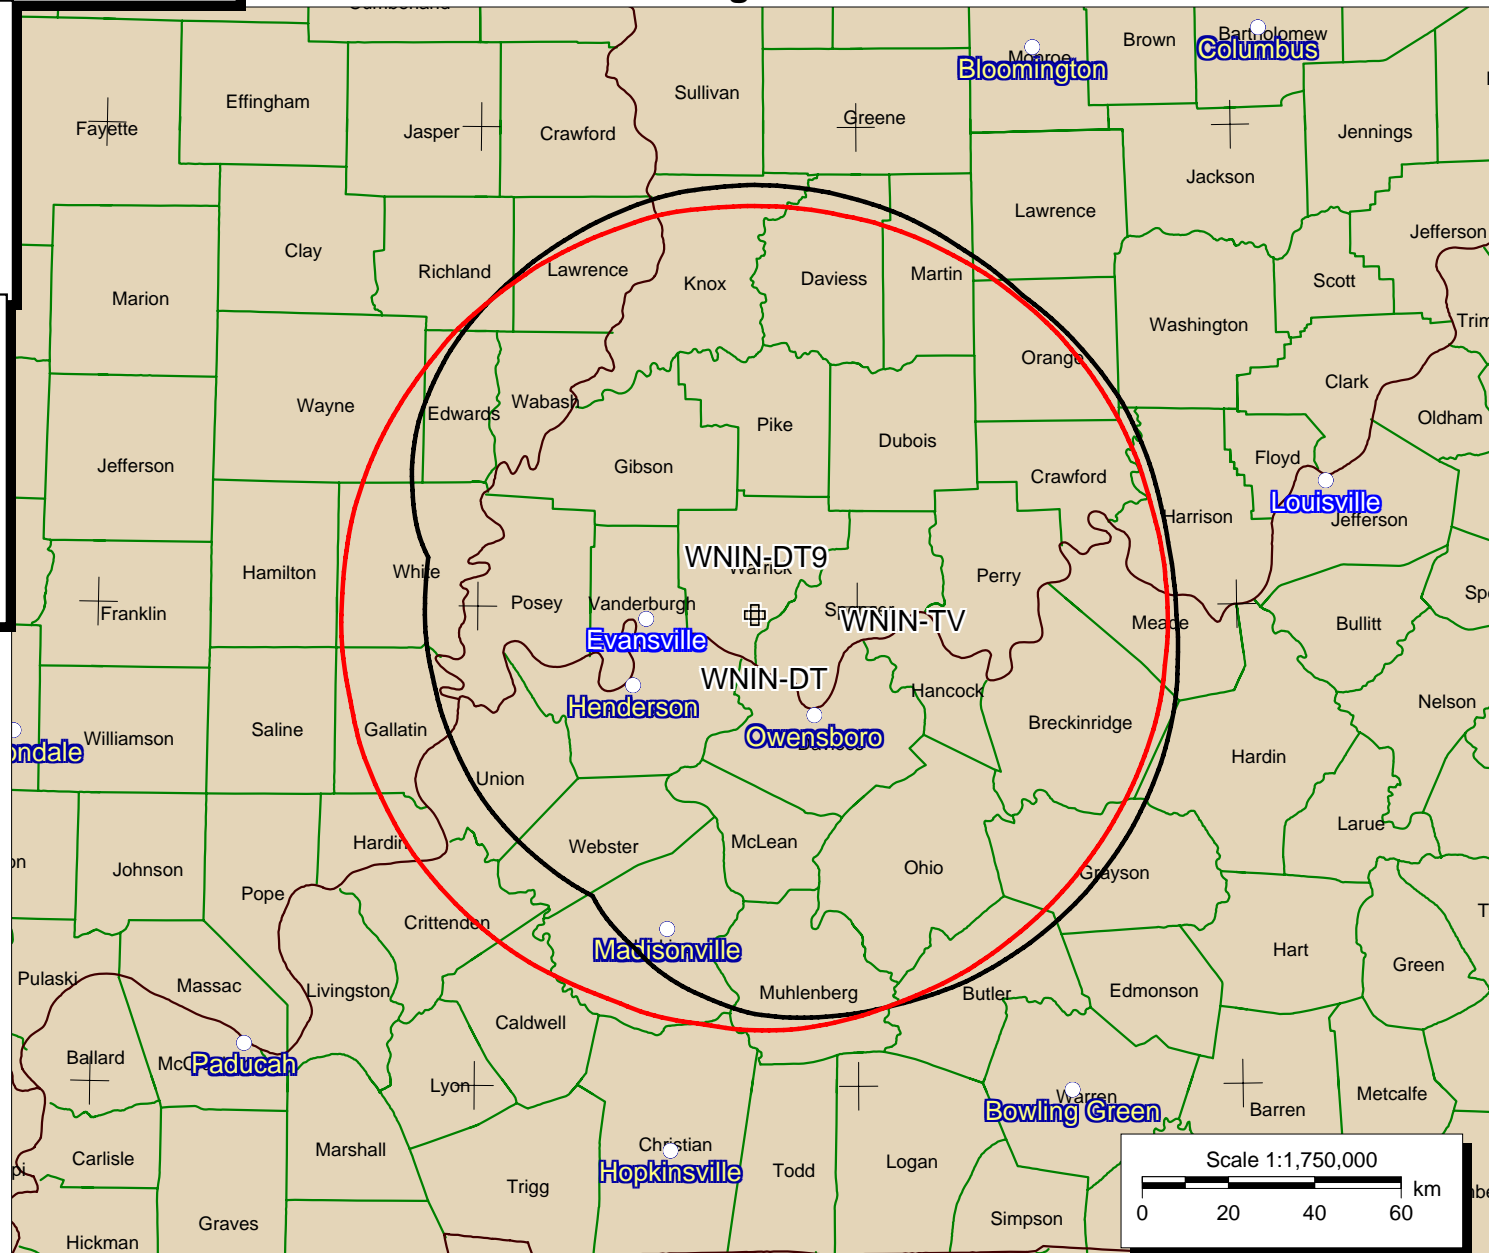 Bartholomew
Brown
Columbus
Monroe
Bloomington
Effingham
Sullivan
Fayette
Jasper
Crawford
Greene
Jennings
Jackson
Lawrence
Jefferson
Clay
Richland
Lawrence
Knox
Daviess
Martin
Scott
Marion
Washington
Orange
Clark
Wayne
Edwards
Wabash
Pike
Oldham
Dubois
Jefferson
Gibson
Floyd
Crawford
Louisville
Harrison
Jefferson
WNIN-DT9
Hamilton
White
Perry
Posey
Vanderburgh
Franklin
WNIN-TV
Meade
Bullitt
Evansville
WNIN-DT
Hancock
Henderson
Nelson
Breckinridge
Williamson
Saline
Gallatin
Owensboro
ondale
Hardin
Union
Larue
Hardin
Webster
McLean
on
Johnson
Ohio
Grayson
Pope
Crittenden
Madisonville
Hart
Green
Pulaski
Massac
Livingston
Muhlenberg
Butler
Edmonson
Caldwell
Ballard
Paducah
Lyon
Warren
Metcalfe
Bowling Green
Barren
Marshall
Christian
Carlisle
Hopkinsville
Todd
Logan
Scale 1:1,750,000
pi
Trigg
km
0 20 40 60
Graves
Simpson
Hickman